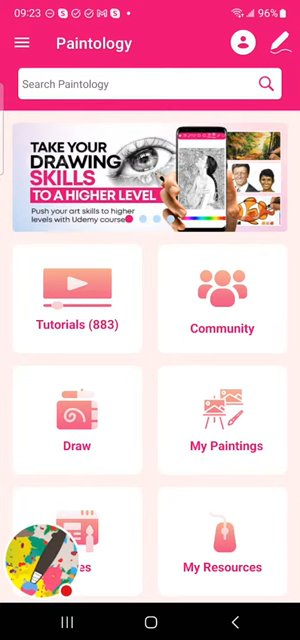 09:23
96%
Paintology
Search Paintology
TAKE YOUR
DRAWING
SKILLS
TO A HIGHER LEVEL
Push your art skills to higher
levels with Udemy course
Tutorials (883)
Community
Draw
My Paintings
My Resources